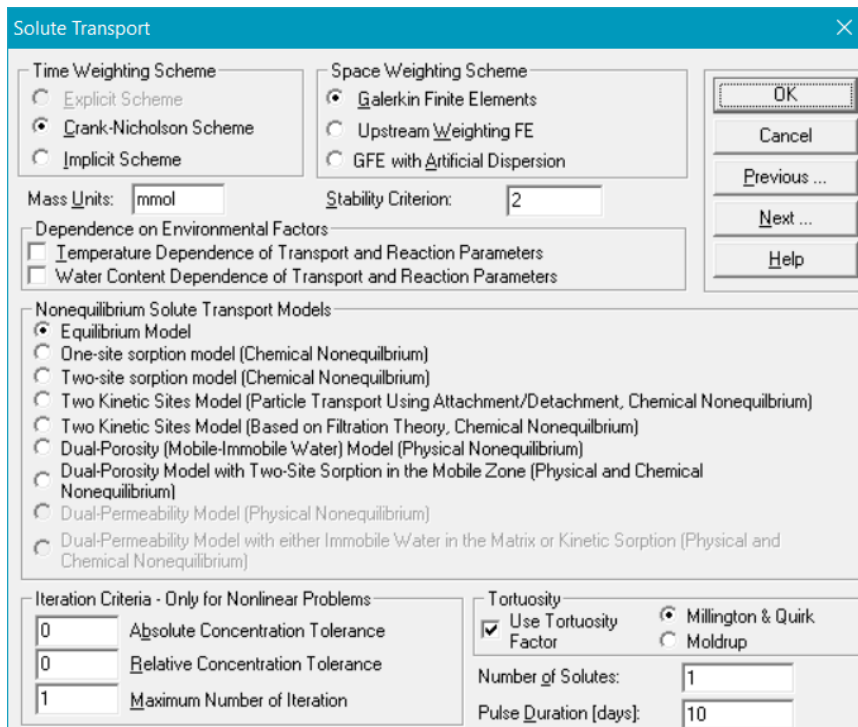 Solute Transport
Time Weighting Scheme
Explicit Scheme
Crank-Nicholson Scheme
Implicit Scheme
Space Weighting Scheme
Galerkin Finite Elements
Upstream Weighting FE
GFE with Artificial Dispersion
OK
Cancel
Previous ...
Next ...
Help
Mass Units: mmol
Stability Criterion: 2
Dependence on Environmental Factors
Temperature Dependence of Transport and Reaction Parameters
Water Content Dependence of Transport and Reaction Parameters
Nonequilibrium Solute Transport Models
Equilibrium Model
One-site sorption model (Chemical Nonequilbrium)
Two-site sorption model (Chemical Nonequilibrium)
Two Kinetic Sites Model (Particle Transport Using Attachment/Detachment, Chemical Nonequilbrium)
Two Kinetic Sites Model (Based on Filtration Theory, Chemical Nonequilibrium)
Dual-Porosity (Mobile-Immobile Water) Model (Physical Nonequilibrium)
Dual-Porosity Model with Two-Site Sorption in the Mobile Zone (Physical and Chemical
Nonequilibrium)
Dual-Permeability Model (Physical Nonequilibrium)
Dual-Permeability Model with either Immobile Water in the Matrix or Kinetic Sorption (Physical and
Chemical Nonequilibrium)
Iteration Criteria - Only for Nonlinear Problems
0 Absolute Concentration Tolerance
0 Relative Concentration Tolerance
1 Maximum Number of Iteration
Tortuosity
Use Tortuosity
Factor
Millington & Quirk
Moldrup
Number of Solutes: 1
Pulse Duration [days]: 10